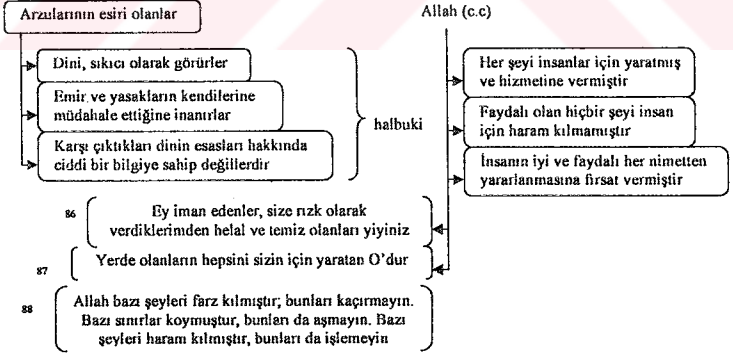 Arzularının esiri olanlar
Dini, sıkıcı olarak görürler
Emir ve yasakların kendilerine
müdahale ettiğine inanırlar
Karşı çıktıkları dinin esasları hakkında
ciddi bir bilgiye sahip değillerdir
halbuki
Allah (c.c)
Her şeyi insanlar için yaratmış
ve hizmetine vermiştir
Faydalı olan hiçbir şeyi insan
için haram kılmamıştır
İnsanın iyi ve faydalı her nimetten
yararlanmasına fırsat vermiştir
86 Ey iman edenler, size rızk olarak
verdiklerimden helal ve temiz olanları yiyiniz
87 Yerde olanların hepsini sizin için yaratan O'dur
88 Allah bazı şeyleri farz kılmıştır; bunları kaçırmayın.
Bazı sınırlar koymuştur, bunları da aşmayın. Bazı
şeyleri haram kılmıştır, bunları da işlemeyin